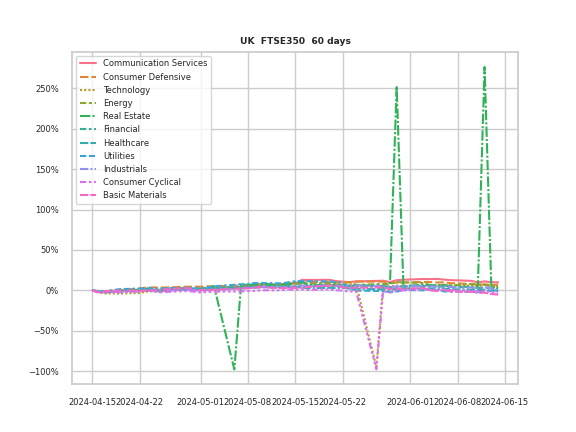 UK  FTSE350  60 days
Communication Services
Consumer Defensive
Technology
Energy
Real Estate
Financial
Healthcare
Utilities
Industrials
Consumer Cyclical
Basic Materials
250%
200%
150%
100%
50%
0%
−50%
−100%
2024-04-15 2024-04-22 2024-05-01 2024-05-08 2024-05-15 2024-05-22 2024-06-01 2024-06-08 2024-06-15